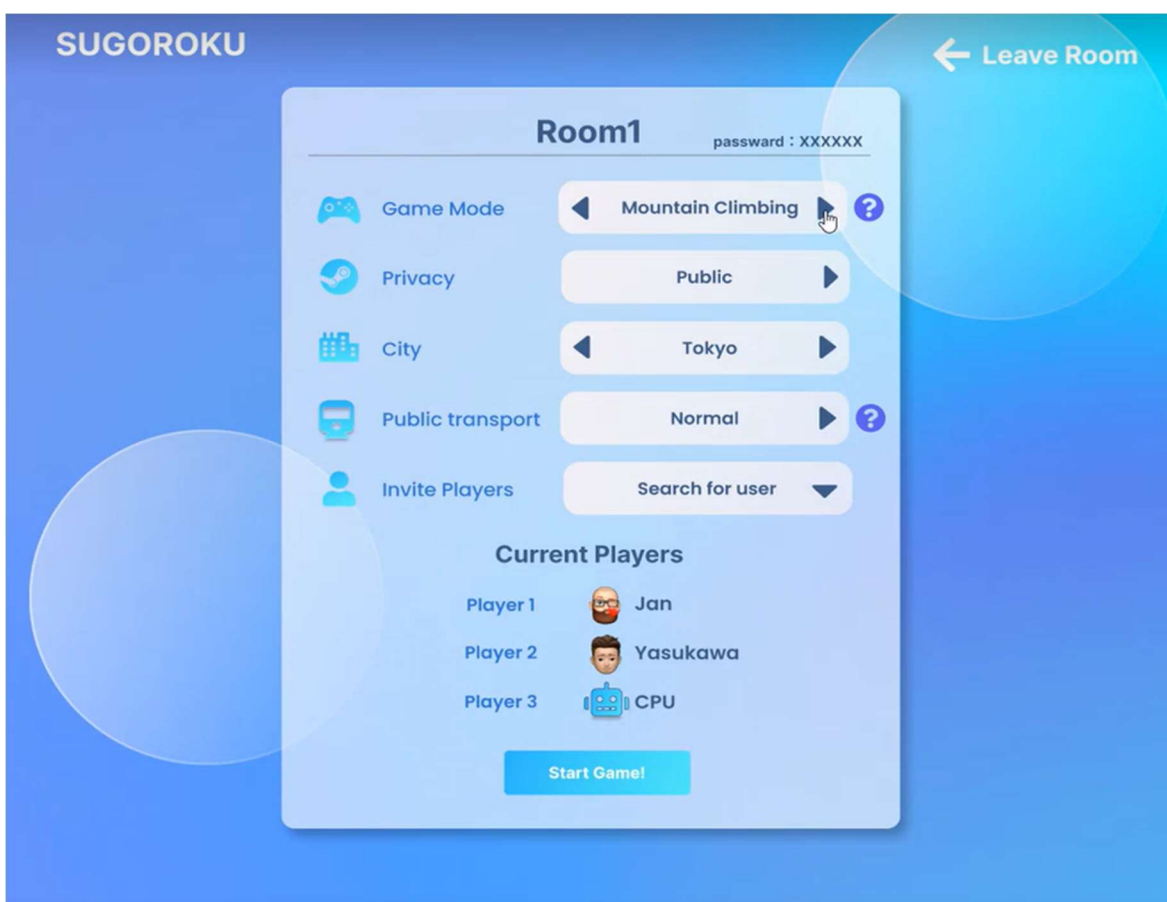 SUGOROKU
← Leave Room
Room1
passward : XXXXXX
Game Mode
Mountain Climbing
?
Privacy
Public
City
Tokyo
Public transport
Normal
?
Invite Players
Search for user
Current Players
Player 1 Jan
Player 2 Yasukawa
Player 3 CPU
Start Game!